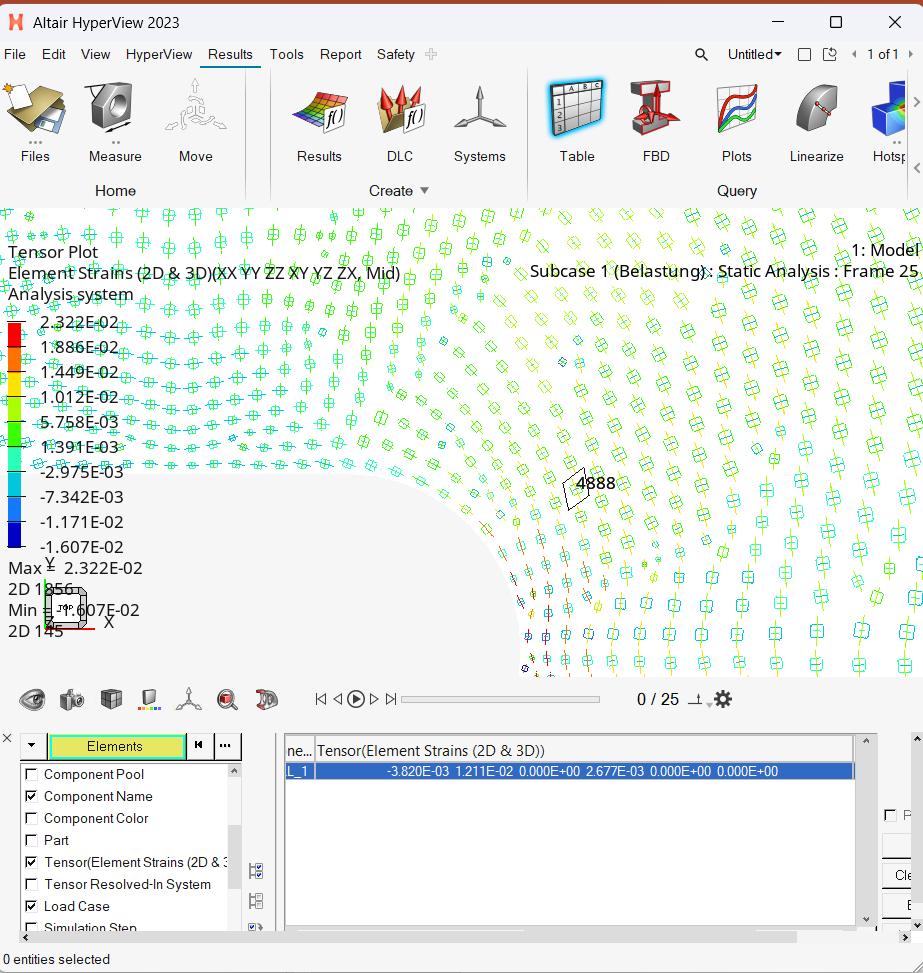 Altair HyperView 2023
File Edit View HyperView Results Tools Report Safety Untitled 1 of 1
Files Measure Move Results DLC Systems Table FBD Plots Linearize Hotsp
Home Create Query
Tensor Plot
Element Strains (2D & 3D)(XX YY ZZ XY YZ ZX, Mid)
Analysis system
1: Model
Subcase 1 (Belastung) : Static Analysis : Frame 25
2.322E-02
1.886E-02
1.449E-02
1.012E-02
5.758E-03
1.391E-03
-2.975E-03
-7.342E-03
-1.171E-02
-1.607E-02
Max = 2.322E-02
2D 1856
Min = -1.607E-02
2D 145
Y
TOP
Z
X
4888
0 / 25
Elements
Component Pool
Component Name
Component Color
Part
Tensor(Element Strains (2D & 3
Tensor Resolved-In System
Load Case
Simulation Step
ne... Tensor(Element Strains (2D & 3D))
L_1 -3.820E-03 1.211E-02 0.000E+00 2.677E-03 0.000E+00 0.000E+00
P
Cle
E
0 entities selected